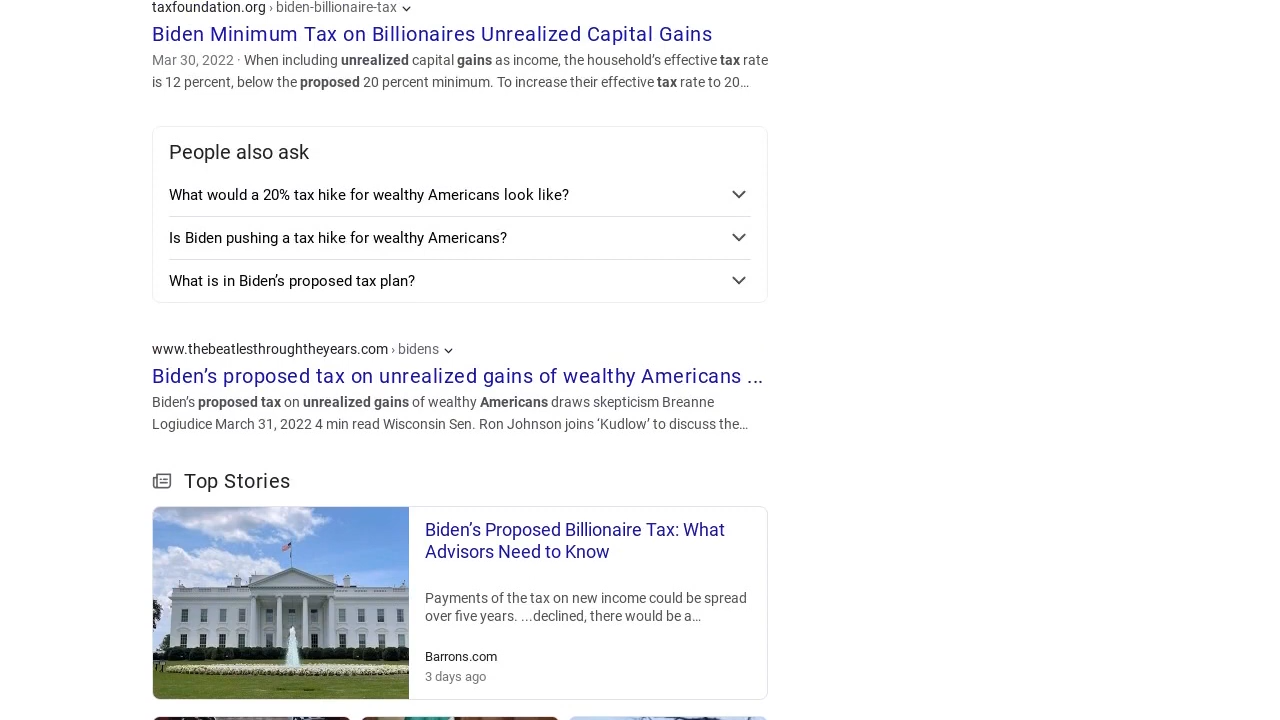 taxfoundation.org › biden-billionaire-tax
Biden Minimum Tax on Billionaires Unrealized Capital Gains
Mar 30, 2022 · When including unrealized capital gains as income, the household’s effective tax rate
is 12 percent, below the proposed 20 percent minimum. To increase their effective tax rate to 20…
People also ask
What would a 20% tax hike for wealthy Americans look like?
Is Biden pushing a tax hike for wealthy Americans?
What is in Biden’s proposed tax plan?
www.thebeatlesthroughtheyears.com › bidens
Biden’s proposed tax on unrealized gains of wealthy Americans ...
Biden’s proposed tax on unrealized gains of wealthy Americans draws skepticism Breanne
Logiudice March 31, 2022 4 min read Wisconsin Sen. Ron Johnson joins ‘Kudlow’ to discuss the…
Top Stories
Biden’s Proposed Billionaire Tax: What
Advisors Need to Know
Payments of the tax on new income could be spread
over five years. ...declined, there would be a…
Barrons.com
3 days ago